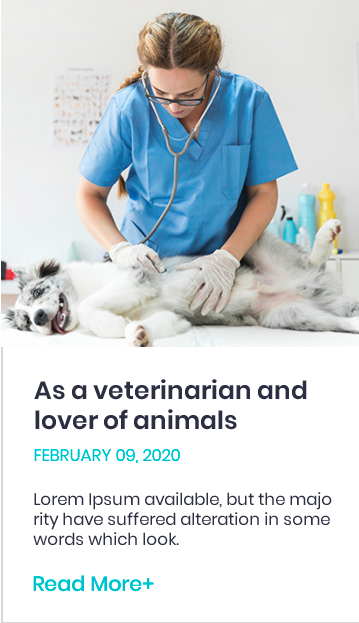 As a veterinarian and
lover of animals
FEBRUARY 09, 2020
Lorem Ipsum available, but the majo
rity have suffered alteration in some
words which look.
Read More+